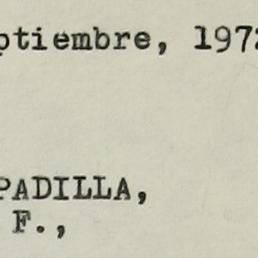 ptiembre, 197
PADILLA,
F.,